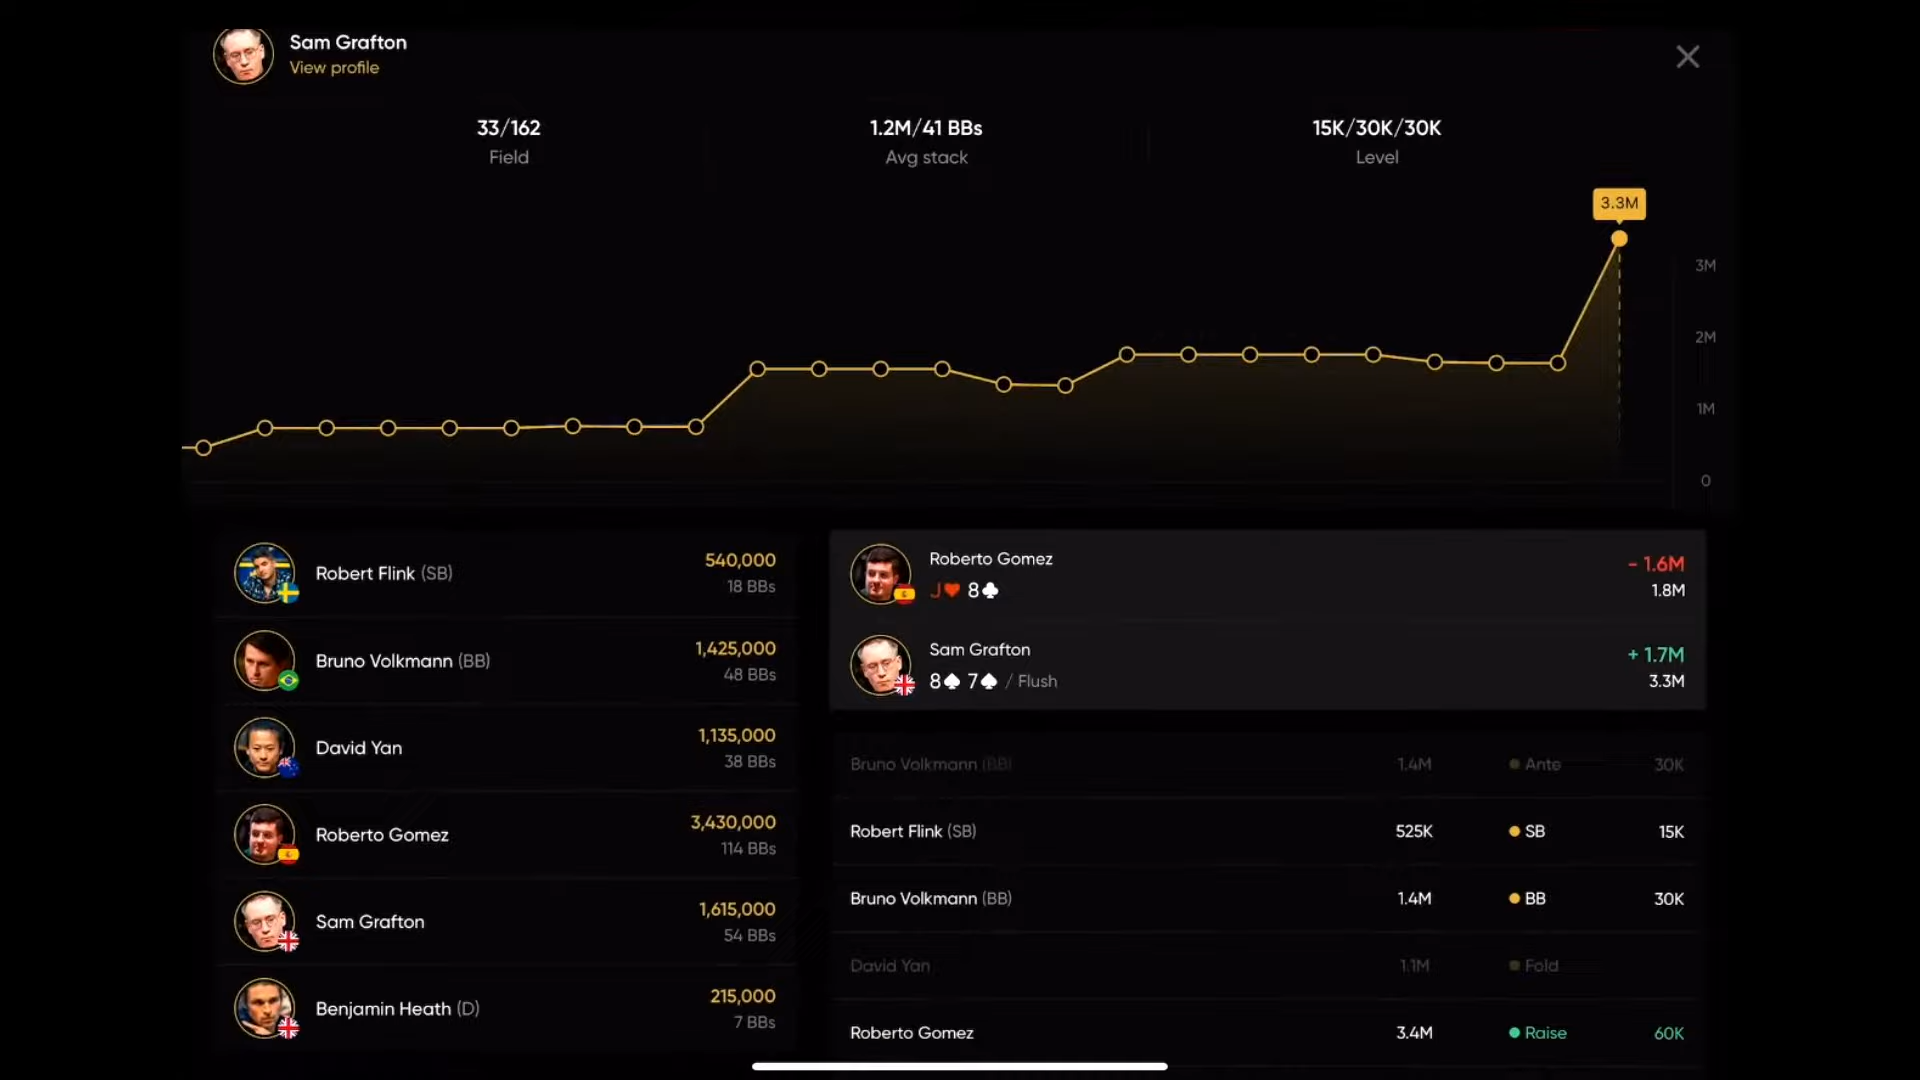 Sam Grafton
View profile
33/162
Field
1.2M/41 BBs
Avg stack
15K/30K/30K
Level
3.3M
3M
2M
1M
0
Robert Flink (SB)
540,000
18 BBs
Bruno Volkmann (BB)
1,425,000
48 BBs
David Yan
1,135,000
38 BBs
Roberto Gomez
3,430,000
114 BBs
Sam Grafton
1,615,000
54 BBs
Benjamin Heath (D)
215,000
7 BBs
Roberto Gomez
- 1.6M
J♥ 8♣
1.8M
Sam Grafton
+ 1.7M
8♠ 7♠ / Flush
3.3M
Bruno Volkmann (BB) 1.4M Ante 30K
Robert Flink (SB) 525K SB 15K
Bruno Volkmann (BB) 1.4M BB 30K
David Yan 1.1M Fold
Roberto Gomez 3.4M Raise 60K